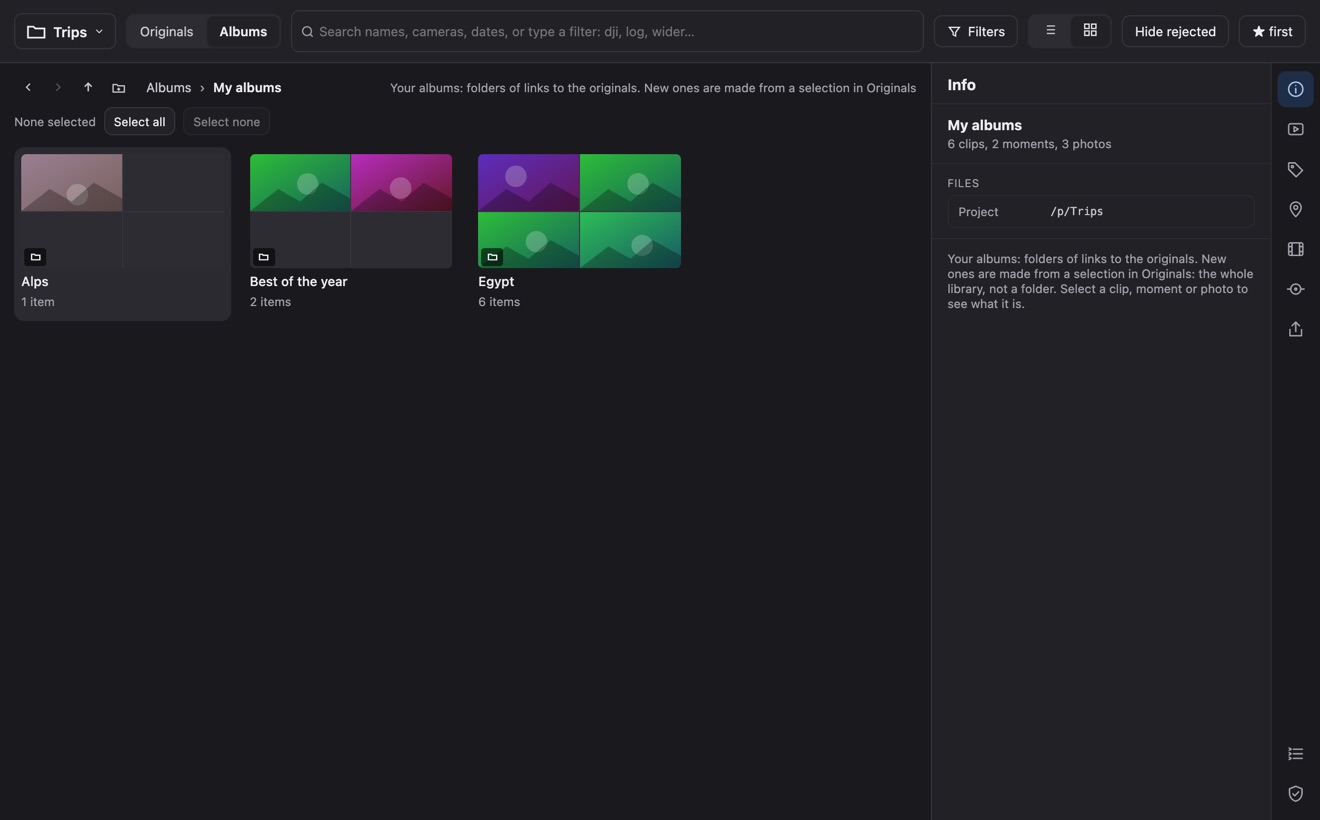 Trips
Originals
Albums
Search names, cameras, dates, or type a filter: dji, log, wider...
Filters
Hide rejected
★ first
Albums › My albums
Your albums: folders of links to the originals. New ones are made from a selection in Originals
None selected
Select all
Select none
Alps
1 item
Best of the year
2 items
Egypt
6 items
Info
My albums
6 clips, 2 moments, 3 photos
FILES
Project /p/Trips
Your albums: folders of links to the originals. New
ones are made from a selection in Originals: the whole
library, not a folder. Select a clip, moment or photo to
see what it is.